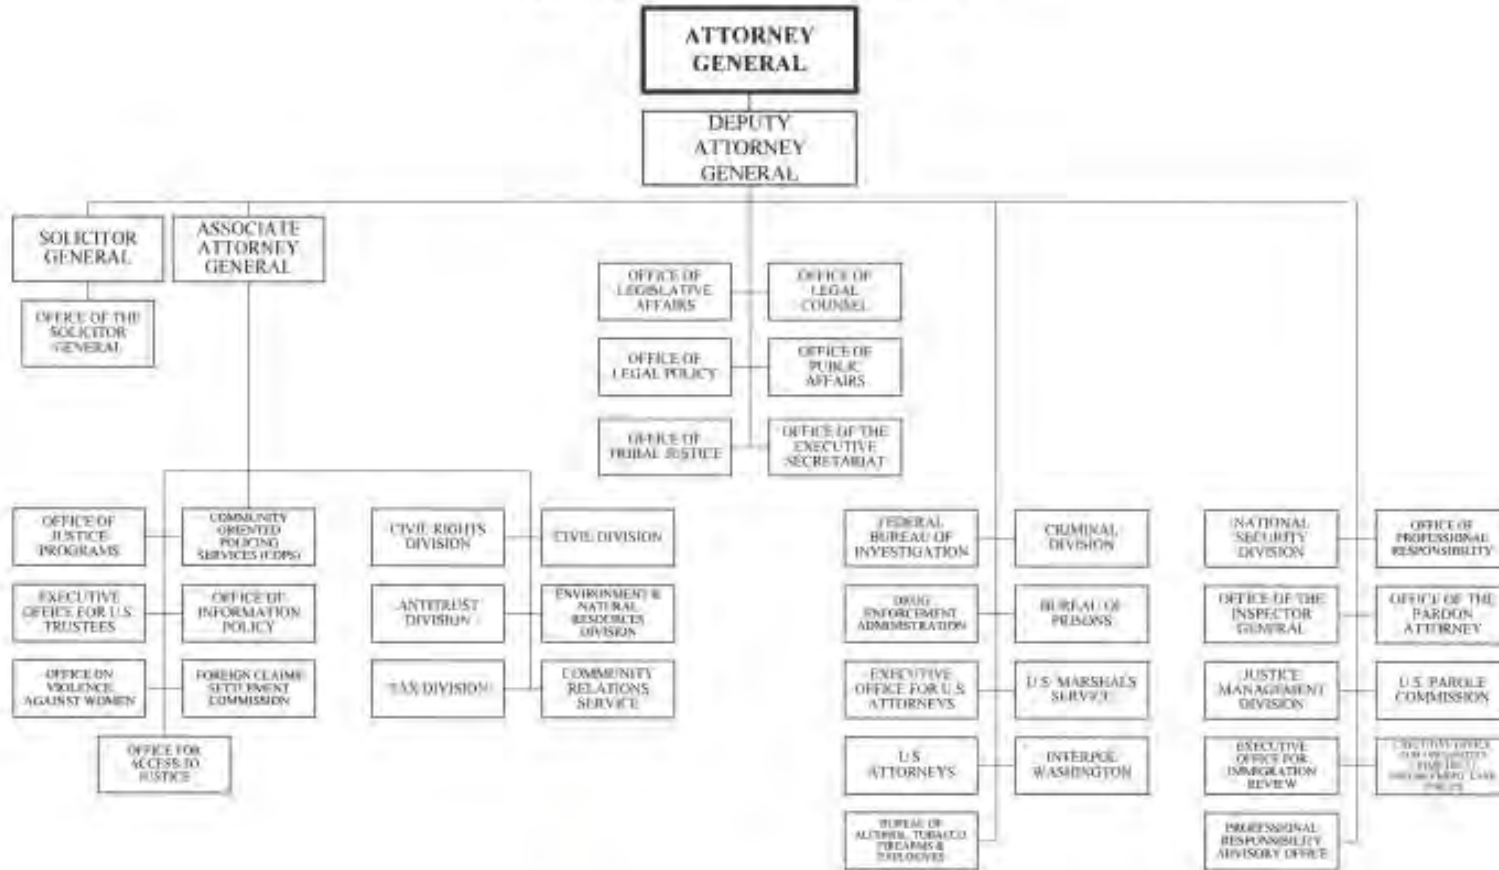 ATTORNEY
GENERAL
DEPUTY
ATTORNEY
GENERAL
SOLICITOR
GENERAL
ASSOCIATE
ATTORNEY
GENERAL
OFFICE OF THE
SOLICITOR
GENERAL
OFFICE OF
LEGISLATIVE
AFFAIRS
OFFICE OF
LEGAL
COUNSEL
OFFICE OF
LEGAL POLICY
OFFICE OF
PUBLIC
AFFAIRS
OFFICE OF
TRIBAL JUSTICE
OFFICE OF THE
EXECUTIVE
SECRETARIAT
OFFICE OF
JUSTICE
PROGRAMS
COMMUNITY
ORIENTED
POLICING
SERVICES (COPS)
CIVIL RIGHTS
DIVISION
CIVIL DIVISION
FEDERAL
BUREAU OF
INVESTIGATION
CRIMINAL
DIVISION
NATIONAL
SECURITY
DIVISION
OFFICE OF
PROFESSIONAL
RESPONSIBILITY
EXECUTIVE
OFFICE FOR U.S.
TRUSTEES
OFFICE OF
INFORMATION
POLICY
ANTITRUST
DIVISION
ENVIRONMENT &
NATURAL
RESOURCES
DIVISION
DRUG
ENFORCEMENT
ADMINISTRATION
BUREAU OF
PRISONS
OFFICE OF THE
INSPECTOR
GENERAL
OFFICE OF THE
PARDON
ATTORNEY
OFFICE ON
VIOLENCE
AGAINST WOMEN
FOREIGN CLAIMS
SETTLEMENT
COMMISSION
TAX DIVISION
COMMUNITY
RELATIONS
SERVICE
EXECUTIVE
OFFICE FOR U.S.
ATTORNEYS
U.S. MARSHALS
SERVICE
JUSTICE
MANAGEMENT
DIVISION
U.S. PAROLE
COMMISSION
OFFICE FOR
ACCESS TO
JUSTICE
U.S.
ATTORNEYS
INTERPOL
WASHINGTON
EXECUTIVE
OFFICE FOR
IMMIGRATION
REVIEW
EXECUTIVE OFFICE
BUREAU OF
ALCOHOL, TOBACCO
FIREARMS &
EXPLOSIVES
PROFESSIONAL
RESPONSIBILITY
ADVISORY OFFICE